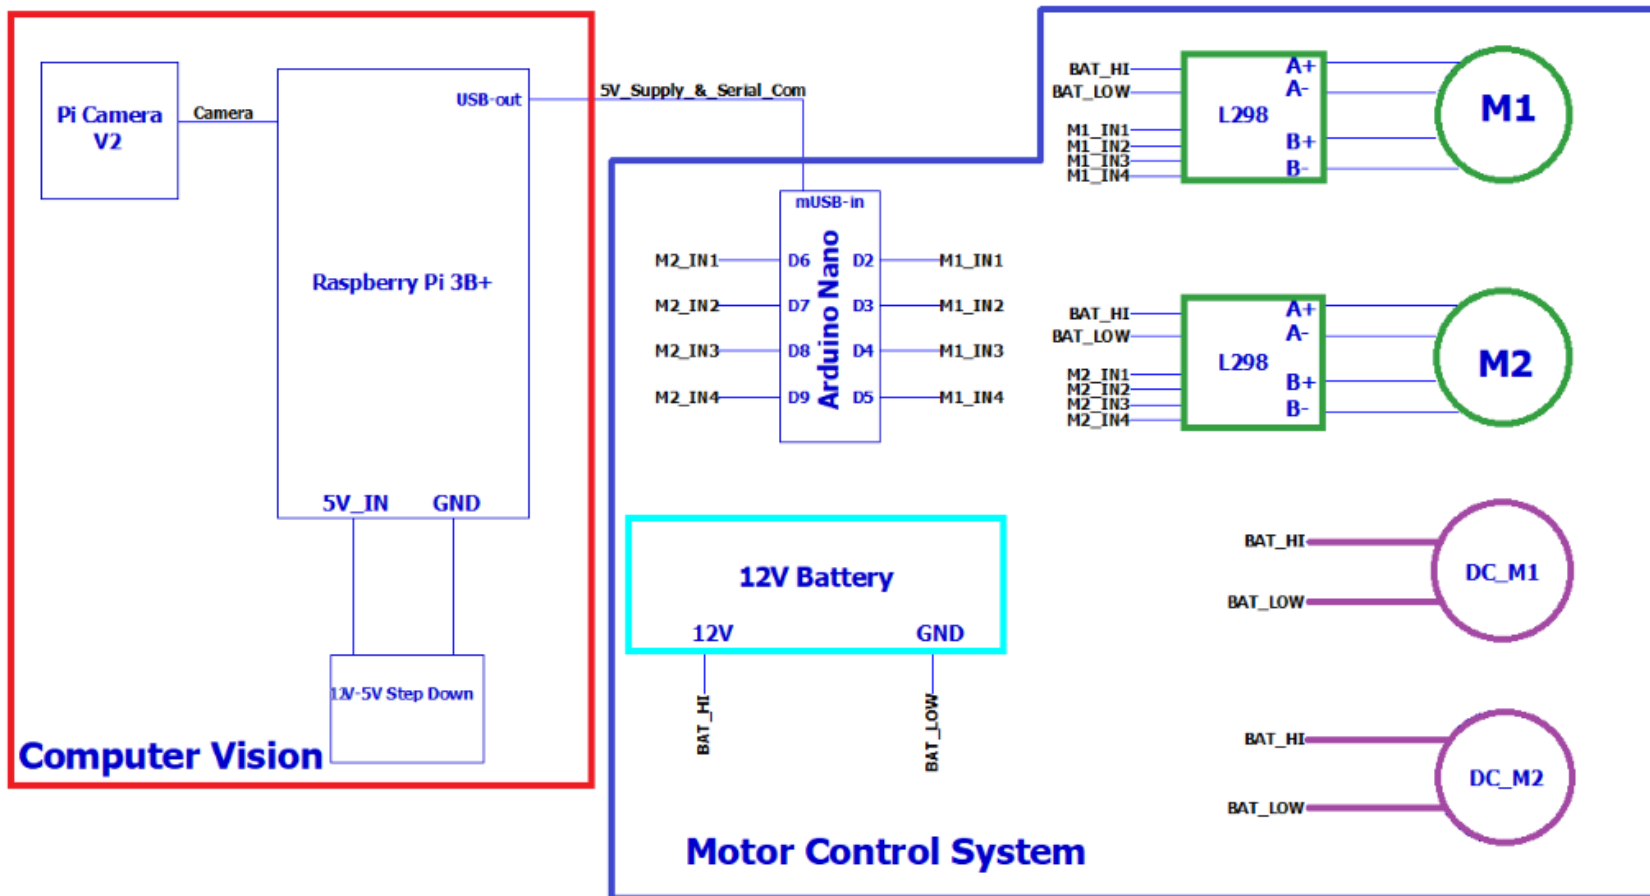 Pi Camera
V2
Camera
USB-out
5V_Supply_&_Serial_Com
Raspberry Pi 3B+
5V_IN
GND
12V-5V Step Down
Computer Vision
mUSB-in
Arduino Nano
M2_IN1
D6
D2
M1_IN1
M2_IN2
D7
D3
M1_IN2
M2_IN3
D8
D4
M1_IN3
M2_IN4
D9
D5
M1_IN4
12V Battery
12V
GND
BAT_HI
BAT_LOW
Motor Control System
BAT_HI
BAT_LOW
M1_IN1
M1_IN2
M1_IN3
M1_IN4
L298
A+
A-
B+
B-
M1
BAT_HI
BAT_LOW
M2_IN1
M2_IN2
M2_IN3
M2_IN4
L298
A+
A-
B+
B-
M2
BAT_HI
BAT_LOW
DC_M1
BAT_HI
BAT_LOW
DC_M2